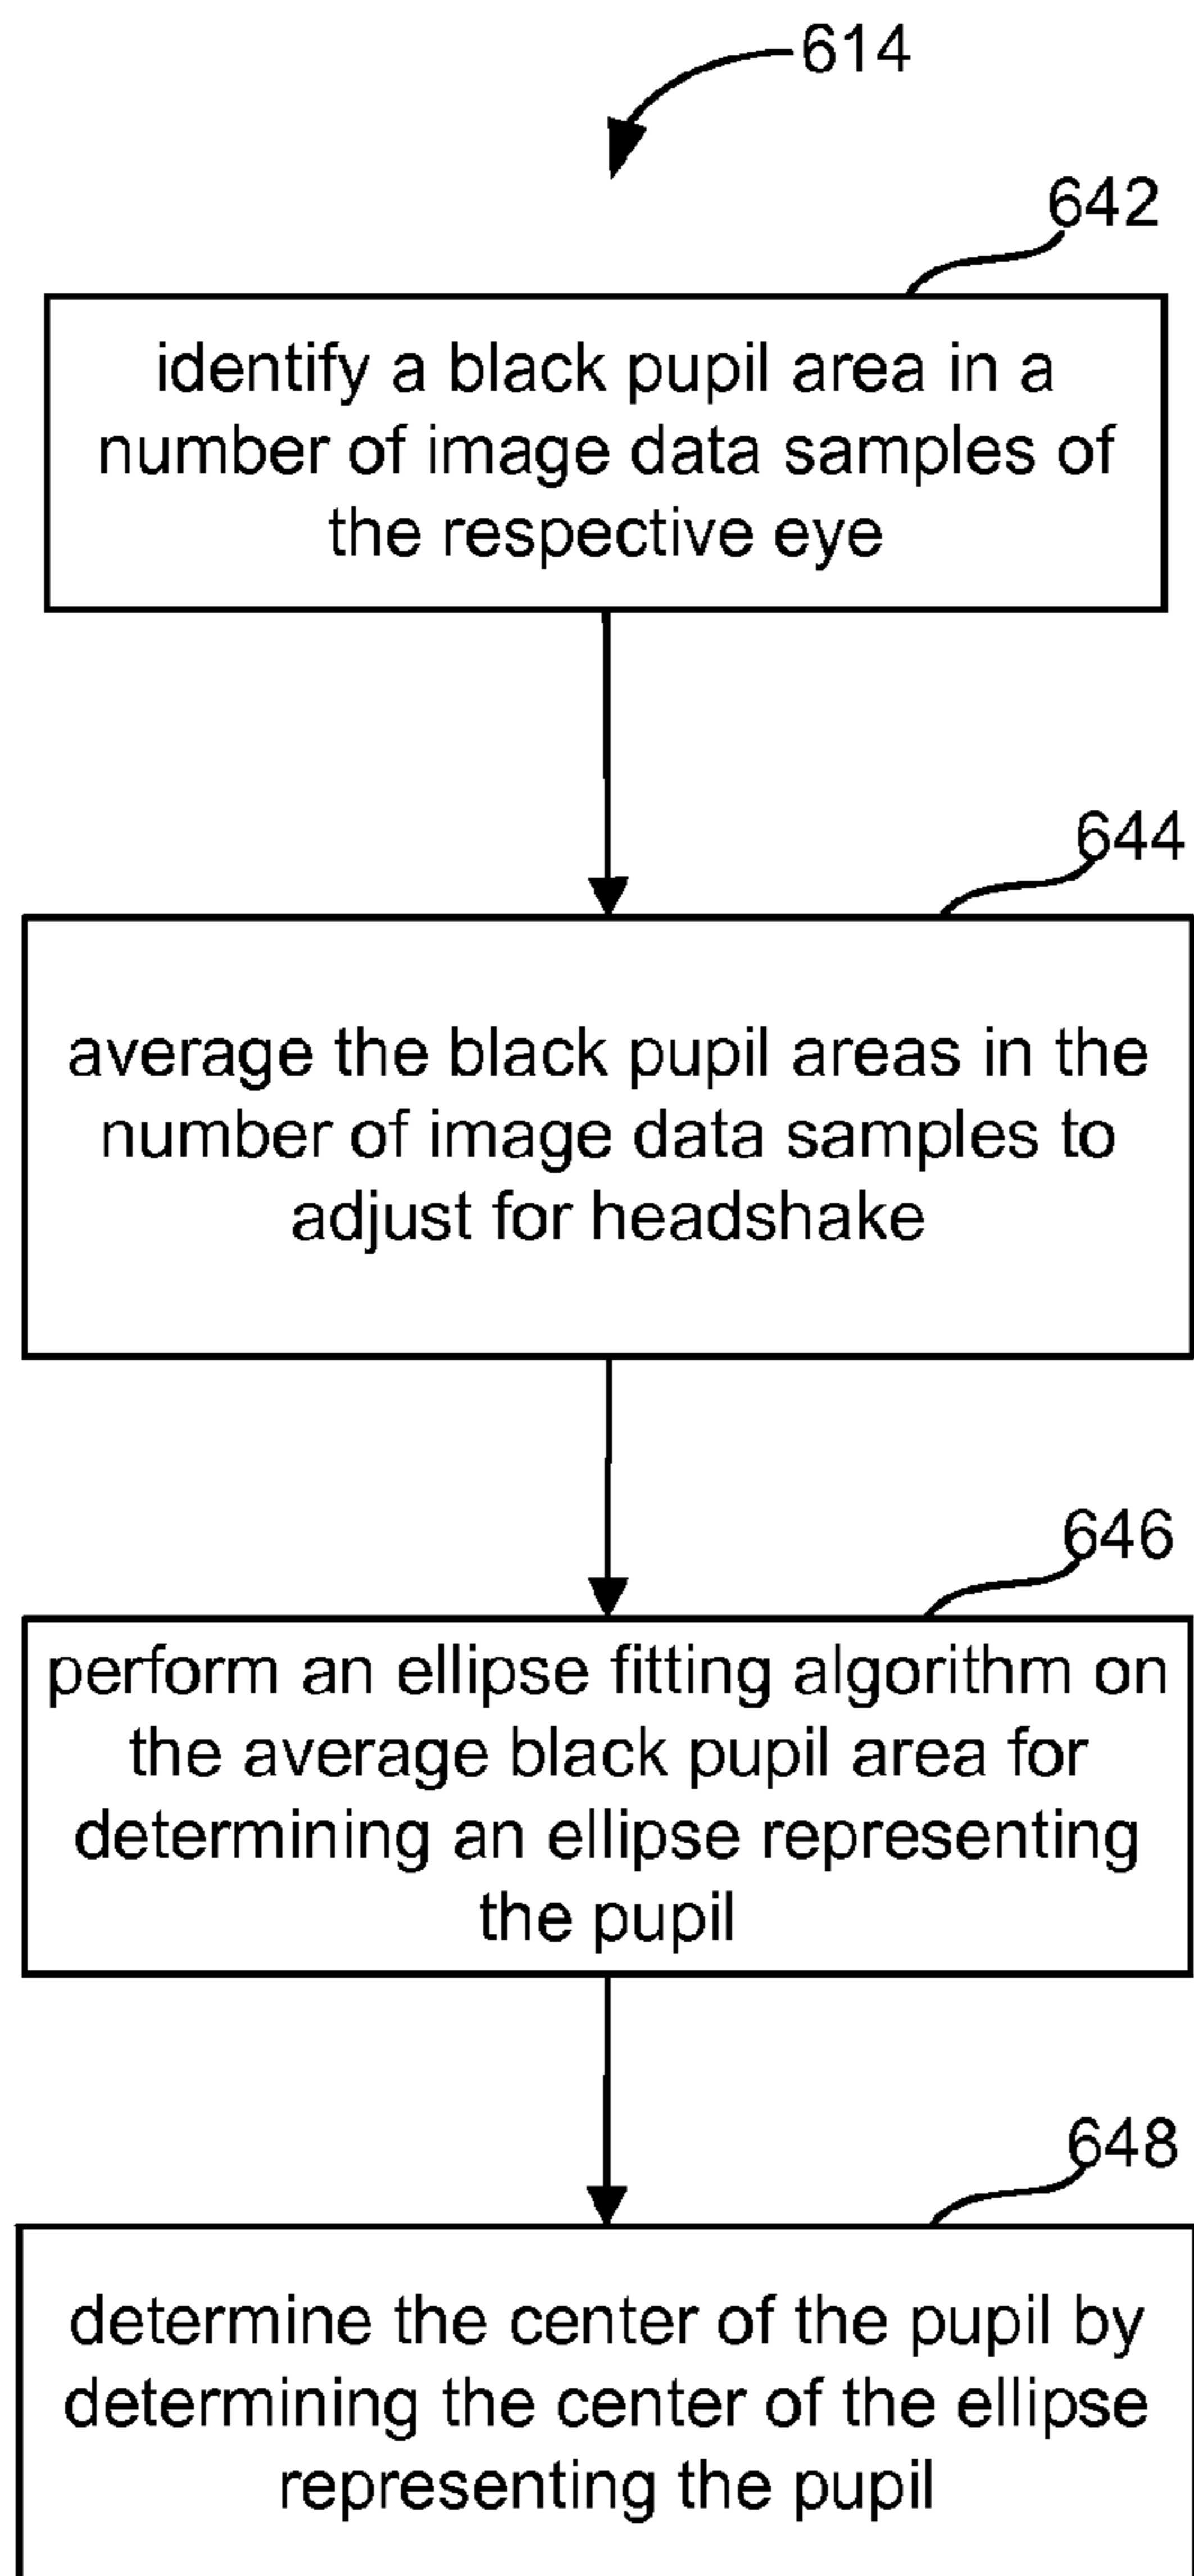 614
642
identify a black pupil area in a
number of image data samples of
the respective eye
644
average the black pupil areas in the
number of image data samples to
adjust for headshake
646
perform an ellipse fitting algorithm on
the average black pupil area for
determining an ellipse representing
the pupil
648
determine the center of the pupil by
determining the center of the ellipse
representing the pupil